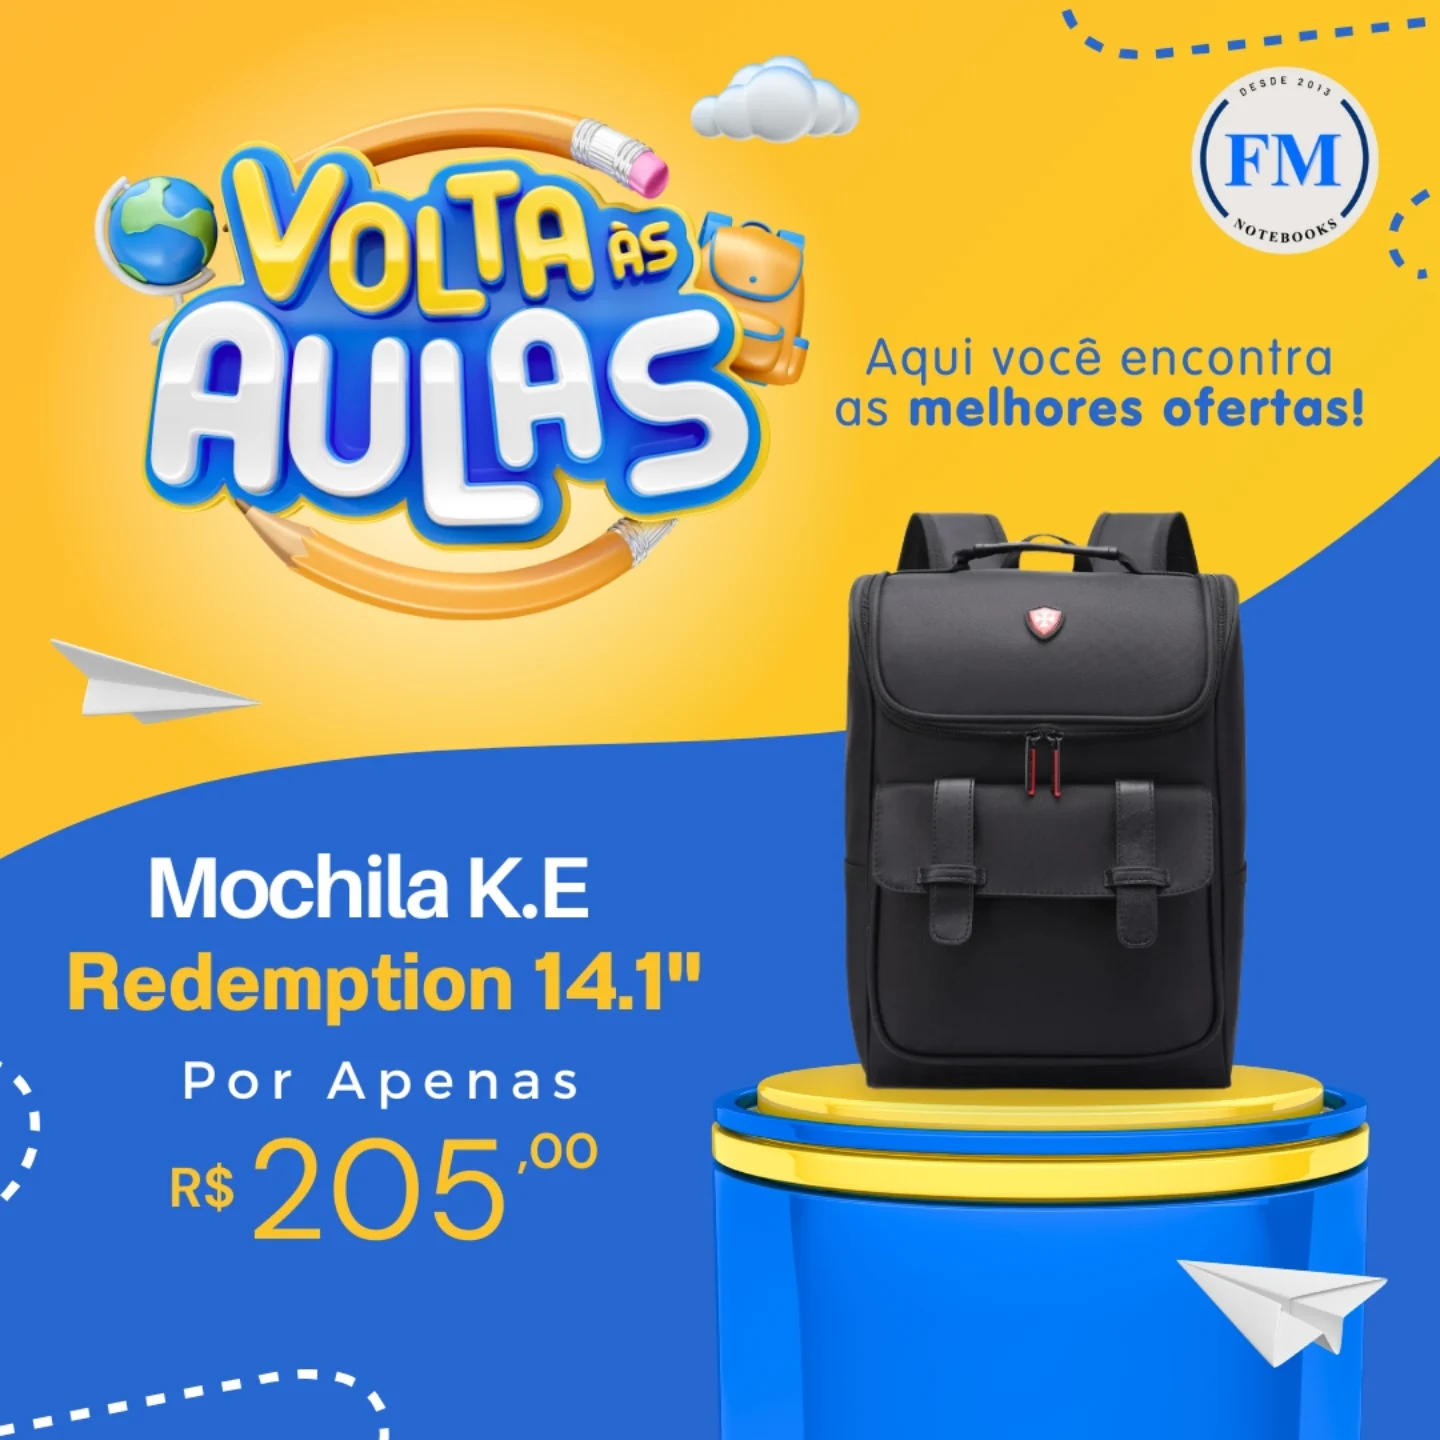 VOLTA ÀS
AULAS
DESDE 2013
FM
NOTEBOOKS
Aqui você encontra
as melhores ofertas!
Mochila K.E
Redemption 14.1"
Por Apenas
R$ 205,00